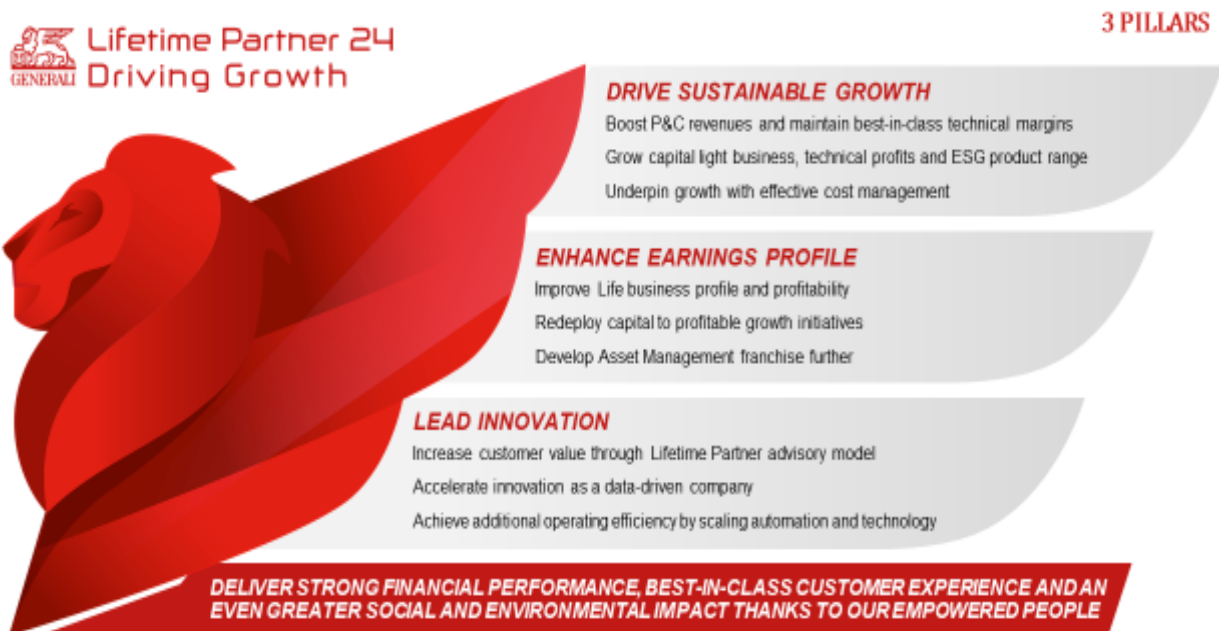 3 PILLARS
GENERALI
Lifetime Partner 24
Driving Growth
DRIVE SUSTAINABLE GROWTH
Boost P&C revenues and maintain best-in-class technical margins
Grow capital light business, technical profits and ESG product range
Underpin growth with effective cost management
ENHANCE EARNINGS PROFILE
Improve Life business profile and profitability
Redeploy capital to profitable growth initiatives
Develop Asset Management franchise further
LEAD INNOVATION
Increase customer value through Lifetime Partner advisory model
Accelerate innovation as a data-driven company
Achieve additional operating efficiency by scaling automation and technology
DELIVER STRONG FINANCIAL PERFORMANCE, BEST-IN-CLASS CUSTOMER EXPERIENCE AND AN
EVEN GREATER SOCIAL AND ENVIRONMENTAL IMPACT THANKS TO OUR EMPOWERED PEOPLE